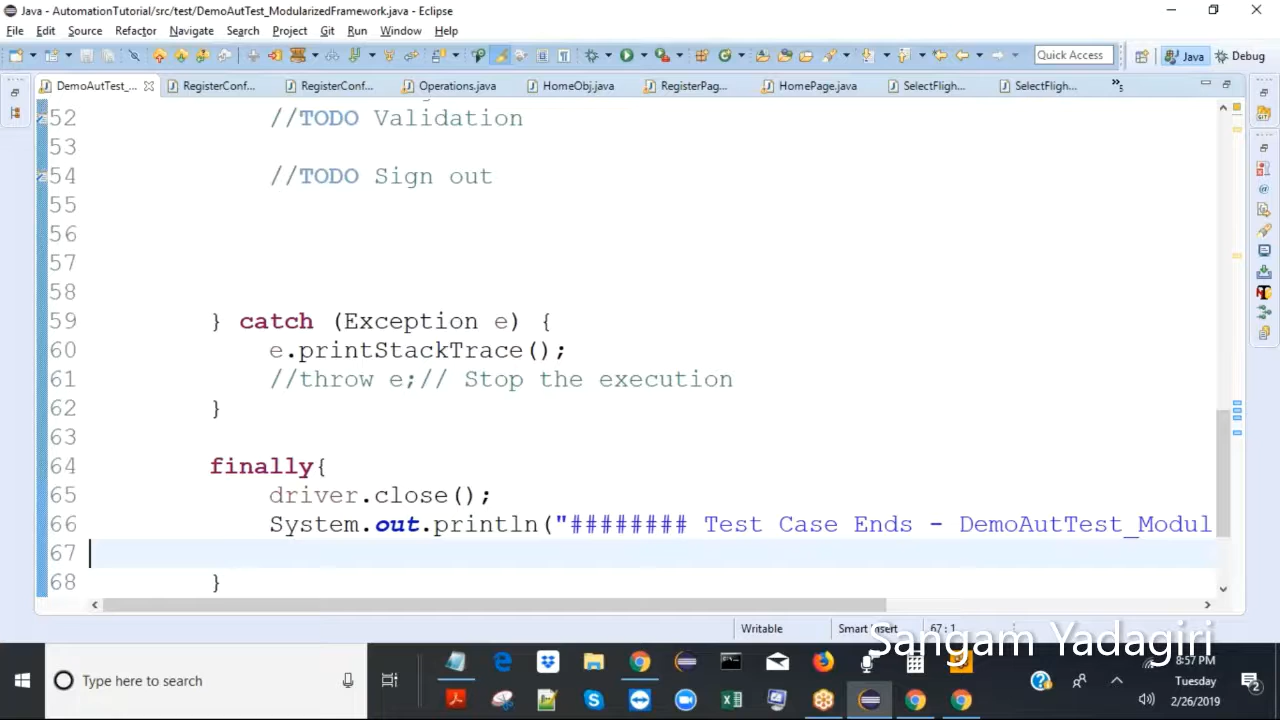 Java - AutomationTutorial/src/test/DemoAutTest_ModularizedFramework.java - Eclipse
File Edit Source Refactor Navigate Search Project Git Run Window Help
Quick Access
Java
Debug
DemoAutTest_...
RegisterConf...
RegisterConf...
Operations.java
HomeObj.java
RegisterPag...
HomePage.java
SelectFligh...
SelectFligh...
»5
52 //TODO Validation
53
54 //TODO Sign out
55
56
57
58
59 } catch (Exception e) {
60 e.printStackTrace();
61 //throw e;// Stop the execution
62 }
63
64 finally{
65 driver.close();
66 System.out.println("######## Test Case Ends - DemoAutTest_Modul
67
68 }
Writable
Smart Insert
67 : 1
Sangam Yadagiri
Type here to search
8:57 PM
Tuesday
2/26/2019
2